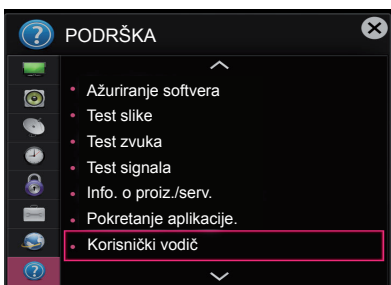 PODRŠKA
• Ažuriranje softvera
• Test slike
• Test zvuka
• Test signala
• Info. o proiz./serv.
• Pokretanje aplikacije.
• Korisnički vodič